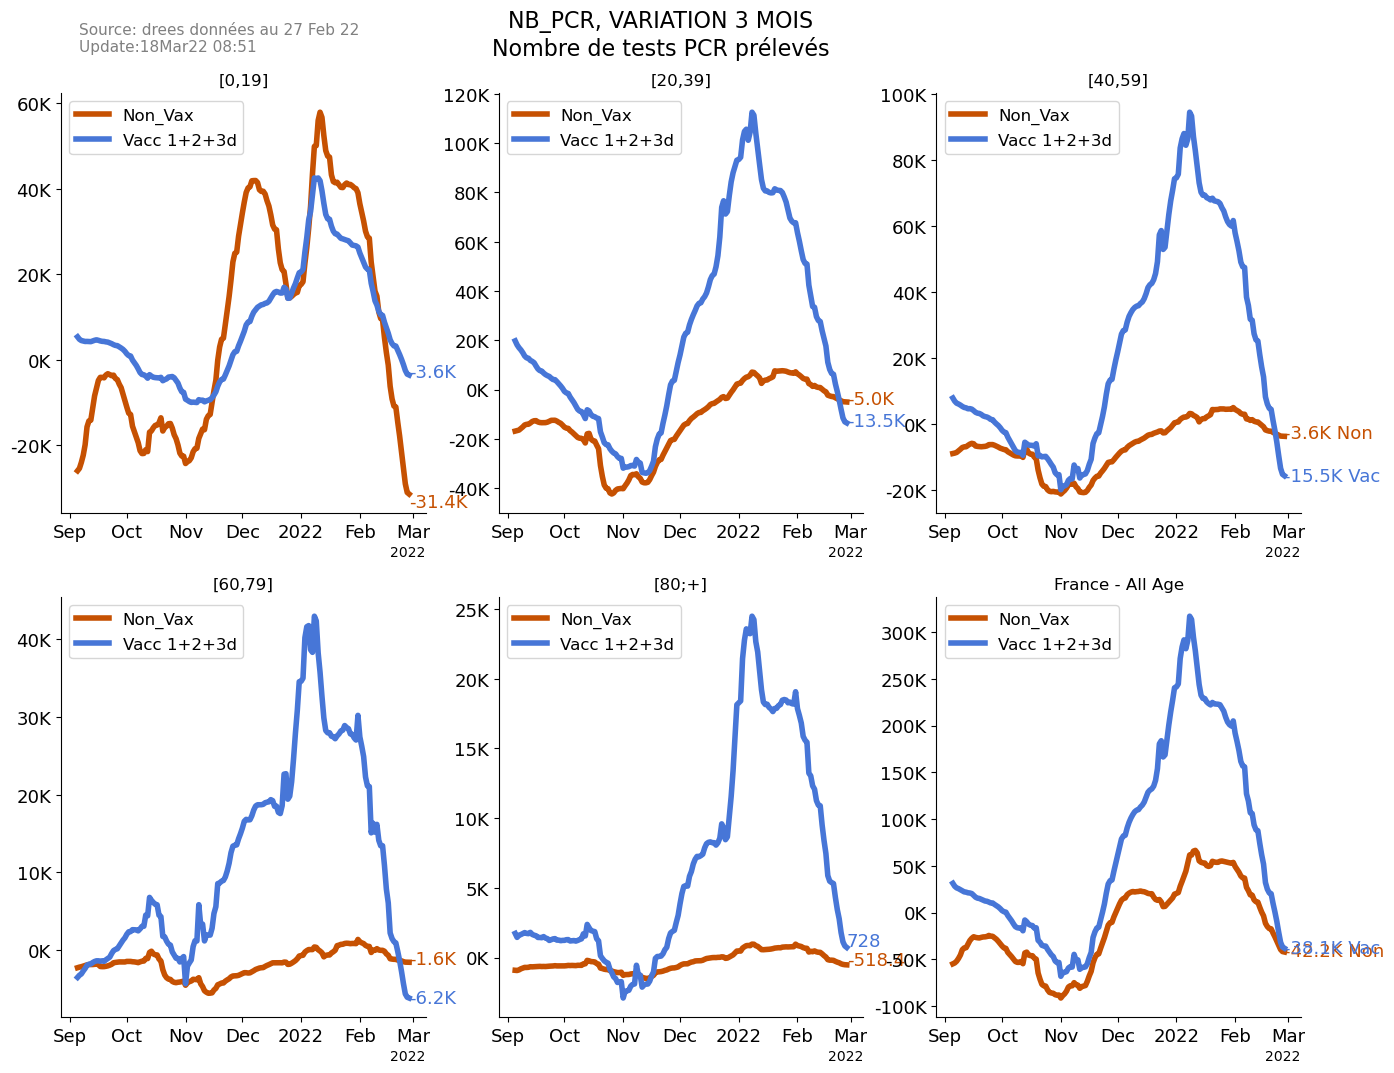 Source: drees données au 27 Feb 22
Update:18Mar22 08:51
NB_PCR, VARIATION 3 MOIS
Nombre de tests PCR prélevés
[0,19]
60K
40K
20K
0K
-20K
Non_Vax
Vacc 1+2+3d
-3.6K
-31.4K
Sep Oct Nov Dec 2022 Feb Mar
2022
[20,39]
120K
100K
80K
60K
40K
20K
0K
-20K
-40K
Non_Vax
Vacc 1+2+3d
-5.0K
-13.5K
Sep Oct Nov Dec 2022 Feb Mar
2022
[40,59]
100K
80K
60K
40K
20K
0K
-20K
Non_Vax
Vacc 1+2+3d
-3.6K Non
-15.5K Vac
Sep Oct Nov Dec 2022 Feb Mar
2022
[60,79]
40K
30K
20K
10K
0K
Non_Vax
Vacc 1+2+3d
-1.6K
-6.2K
Sep Oct Nov Dec 2022 Feb Mar
2022
[80;+]
25K
20K
15K
10K
5K
0K
Non_Vax
Vacc 1+2+3d
728
Sep Oct Nov Dec 2022 Feb Mar
2022
France - All Age
300K
250K
200K
150K
100K
50K
0K
-50K
-100K
Non_Vax
Vacc 1+2+3d
-38.1K Vac
-42.2K Non
Sep Oct Nov Dec 2022 Feb Mar
2022